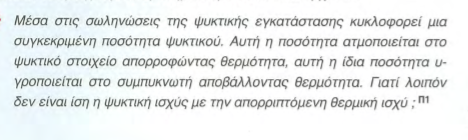 Μέσα στις σωληνώσεις της ψυκτικής εγκατάστασης κυκλοφορεί μια
συγκεκριμένη ποσότητα ψυκτικού. Αυτή η ποσότητα ατμοποιείται στο
ψυκτικό στοιχείο απορροφώντας θερμότητα, αυτή η ίδια ποσότητα υ-
γροποιείται στο συμπυκνωτή αποβάλλοντας θερμότητα. Γιατί λοιπόν
δεν είναι ίση η ψυκτική ισχύς με την απορριπτόμενη θερμική ισχύ ; Π1